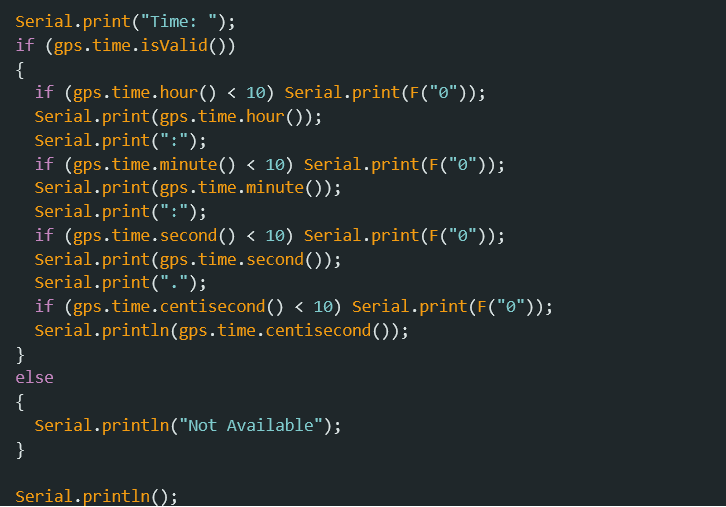 Serial.print("Time: ");
if (gps.time.isValid())
{
  if (gps.time.hour() < 10) Serial.print(F("0"));
  Serial.print(gps.time.hour());
  Serial.print(":");
  if (gps.time.minute() < 10) Serial.print(F("0"));
  Serial.print(gps.time.minute());
  Serial.print(":");
  if (gps.time.second() < 10) Serial.print(F("0"));
  Serial.print(gps.time.second());
  Serial.print(".");
  if (gps.time.centisecond() < 10) Serial.print(F("0"));
  Serial.println(gps.time.centisecond());
}
else
{
  Serial.println("Not Available");
}

Serial.println();